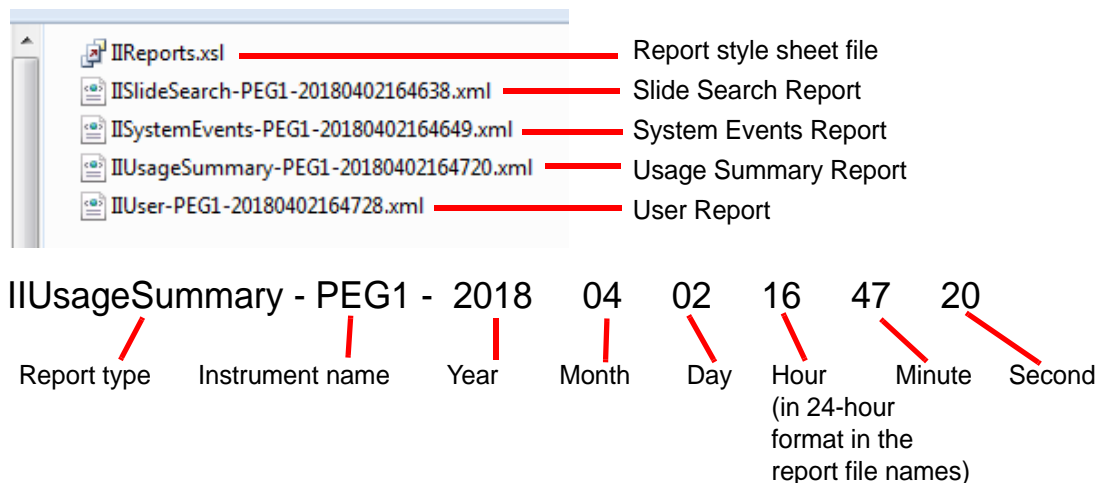 IIReports.xsl Report style sheet file
IISlideSearch-PEG1-20180402164638.xml Slide Search Report
IISystemEvents-PEG1-20180402164649.xml System Events Report
IIUsageSummary-PEG1-20180402164720.xml Usage Summary Report
IIUser-PEG1-20180402164728.xml User Report
IIUsageSummary - PEG1 - 2018 04 02 16 47 20
Report type Instrument name Year Month Day Hour Minute Second
(in 24-hour
format in the
report file names)